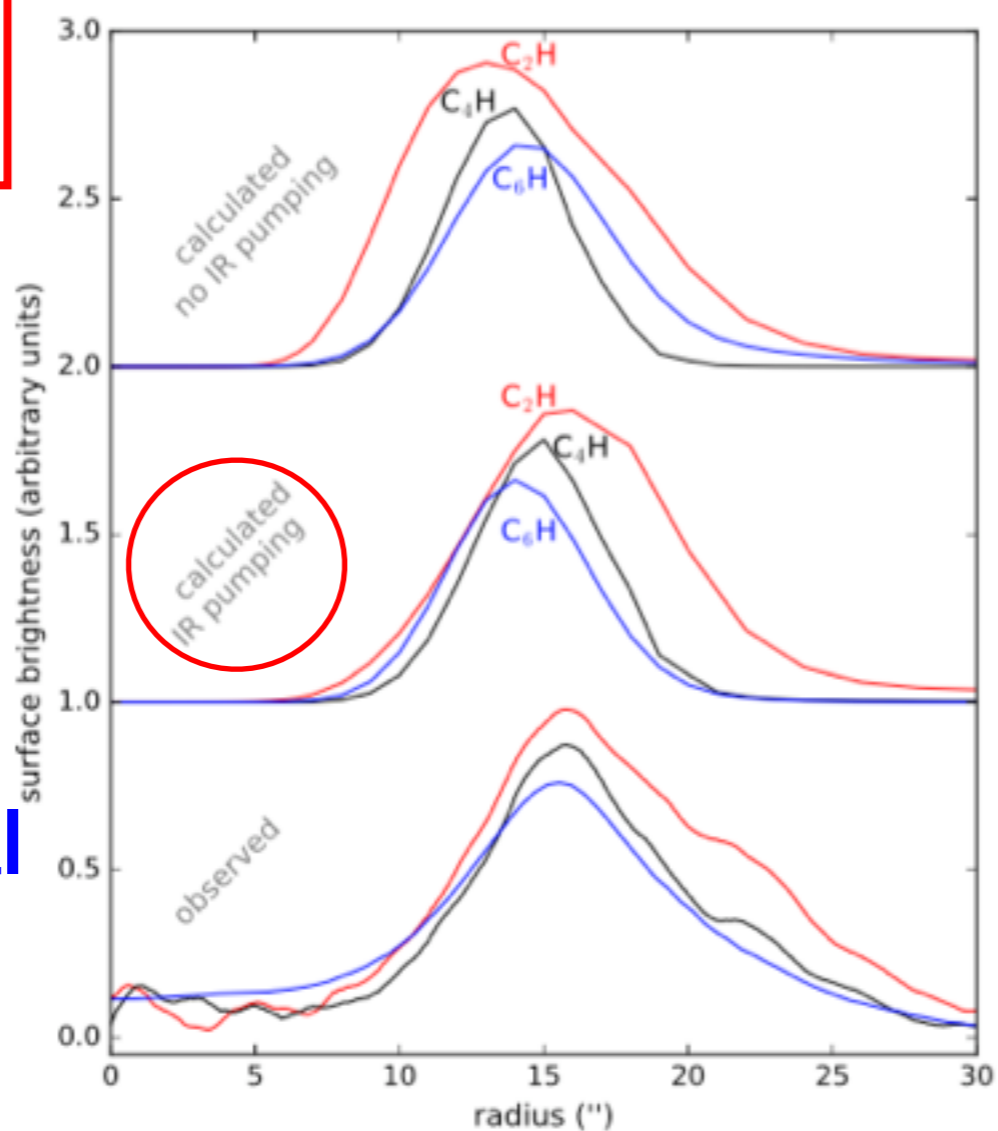 3.0
C₂H
C₄H
C₆H
calculated
no IR pumping
2.5
2.0
C₂H
C₄H
C₆H
calculated
IR pumping
1.5
1.0
observed
0.5
0.0
surface brightness (arbitrary units)
0 5 10 15 20 25 30
radius ('')